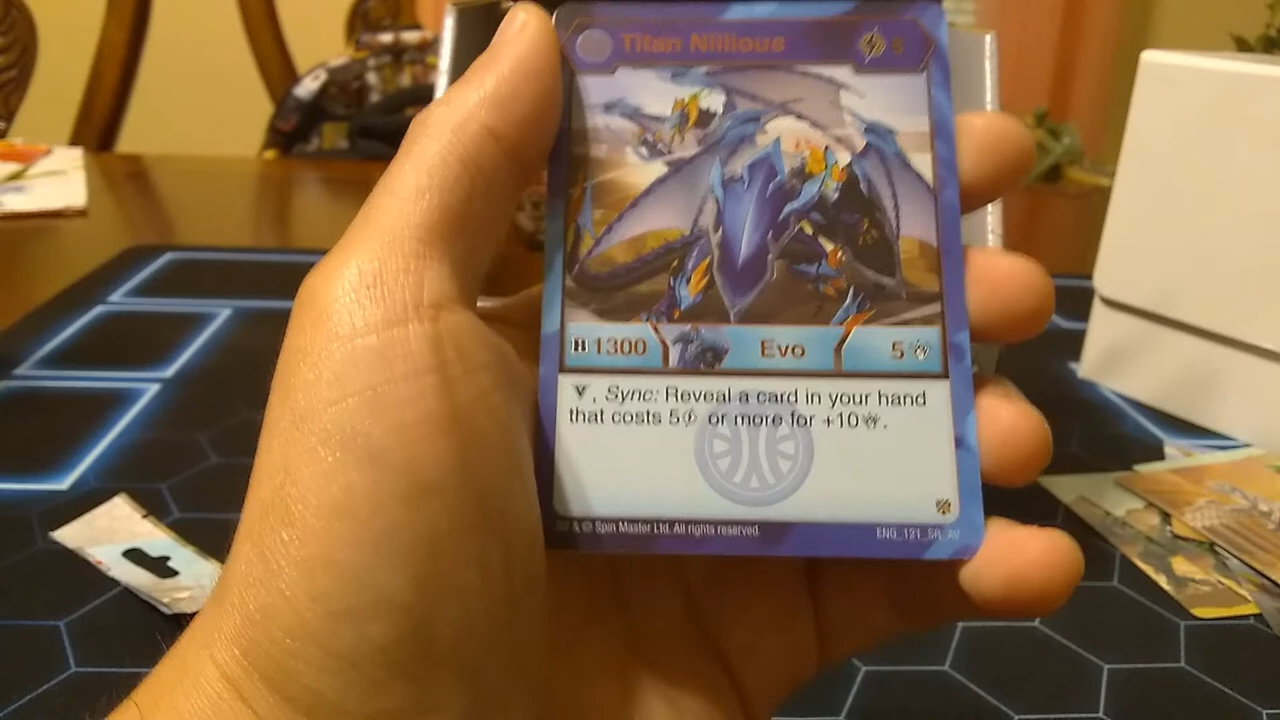 Titan Nillious 5
B 1300 Evo 5
, Sync: Reveal a card in your hand
that costs 5 or more for +10.
& © Spin Master Ltd. All rights reserved. ENG_121_SR_AV